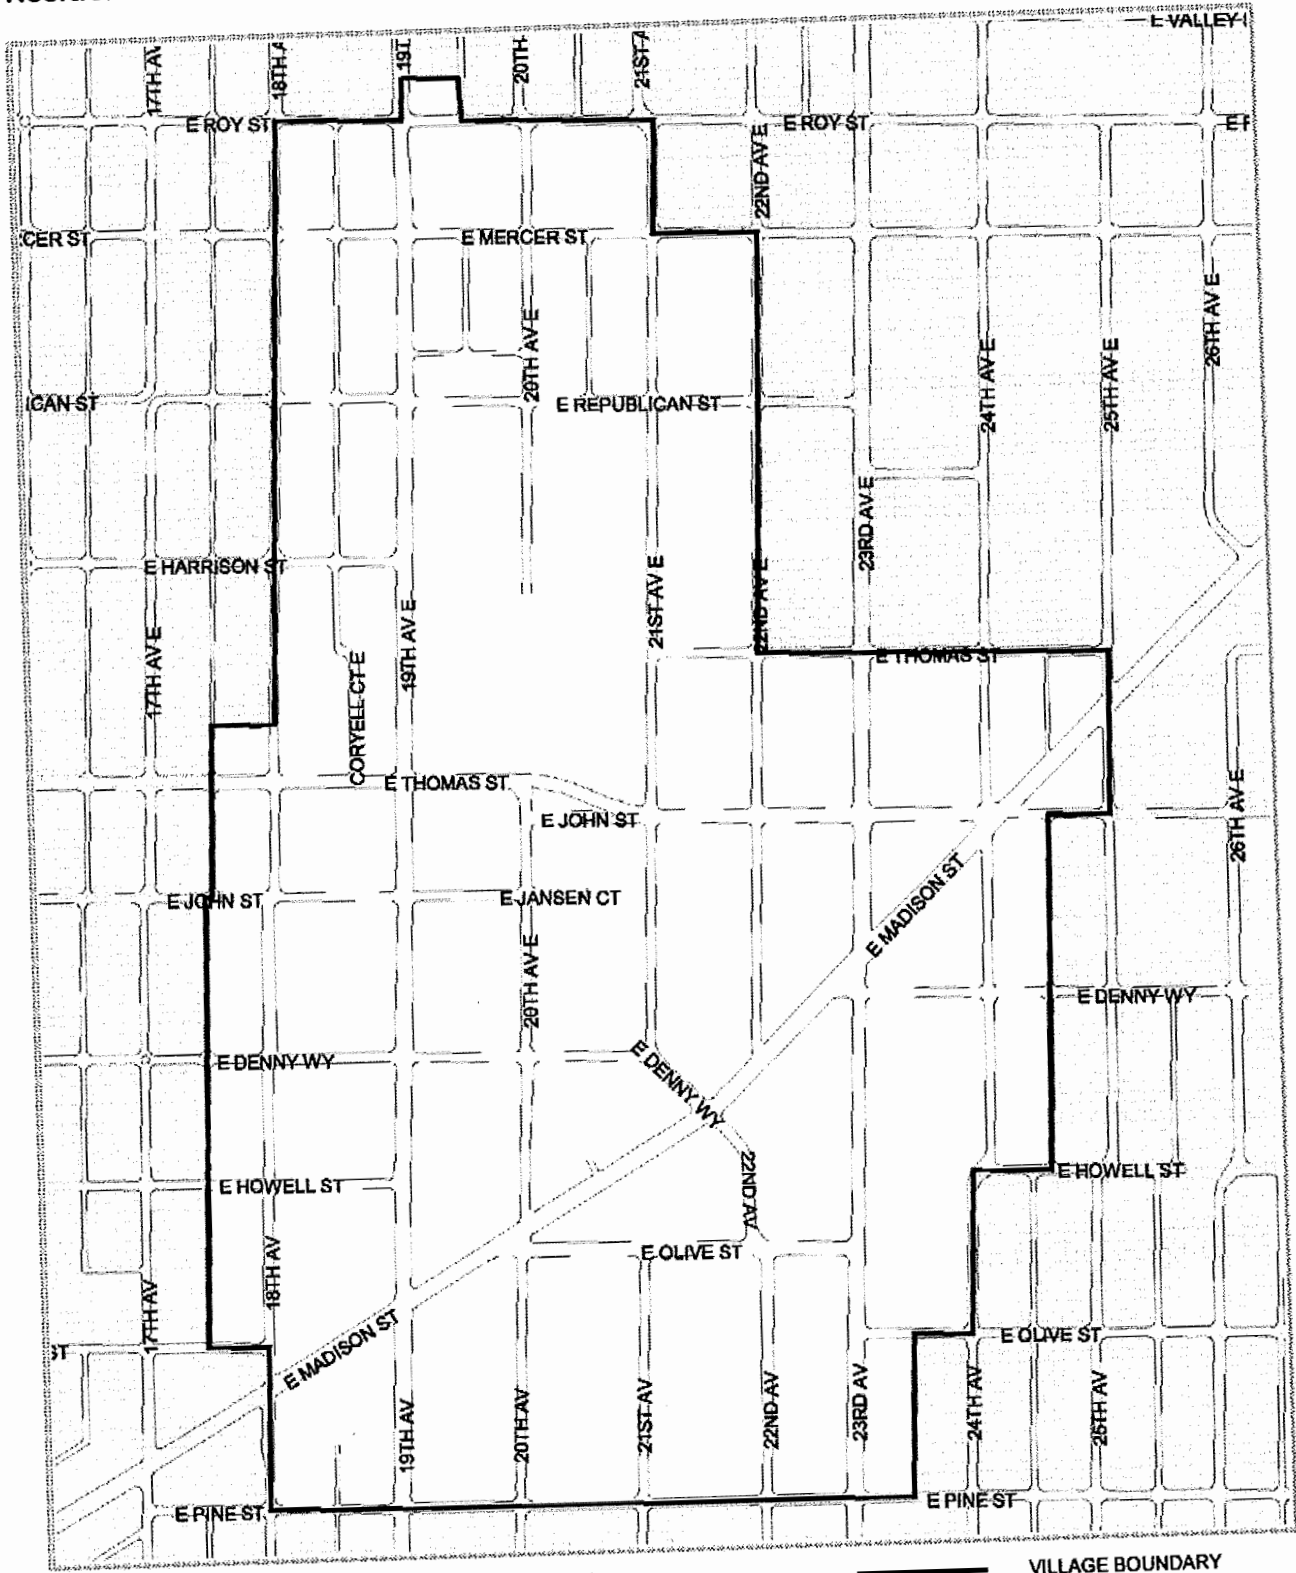 E VALLEY
17TH AV
18TH A
19T
20TH
21ST A
E ROY ST
E ROY ST
22ND AV E
CER ST
E MERCER ST
26TH AV E
20TH AV E
24TH AV E
25TH AV E
ICAN ST
E REPUBLICAN ST
23RD AV E
E HARRISON ST
21ST AV E
22ND AV E
19TH AV E
17TH AV E
CORYELL CT E
E THOMAS ST
E THOMAS ST
E JOHN ST
26TH AV E
E MADISON ST
E JOHN ST
E JANSEN CT
20TH AV E
E DENNY WY
E DENNY WY
E DENNY WY
E HOWELL ST
22ND AV
E HOWELL ST
E OLIVE ST
18TH AV
17TH AV
E MADISON ST
E OLIVE ST
ST
19TH AV
20TH AV
21ST AV
22ND AV
23RD AV
24TH AV
25TH AV
E PINE ST
E PINE ST
VILLAGE BOUNDARY